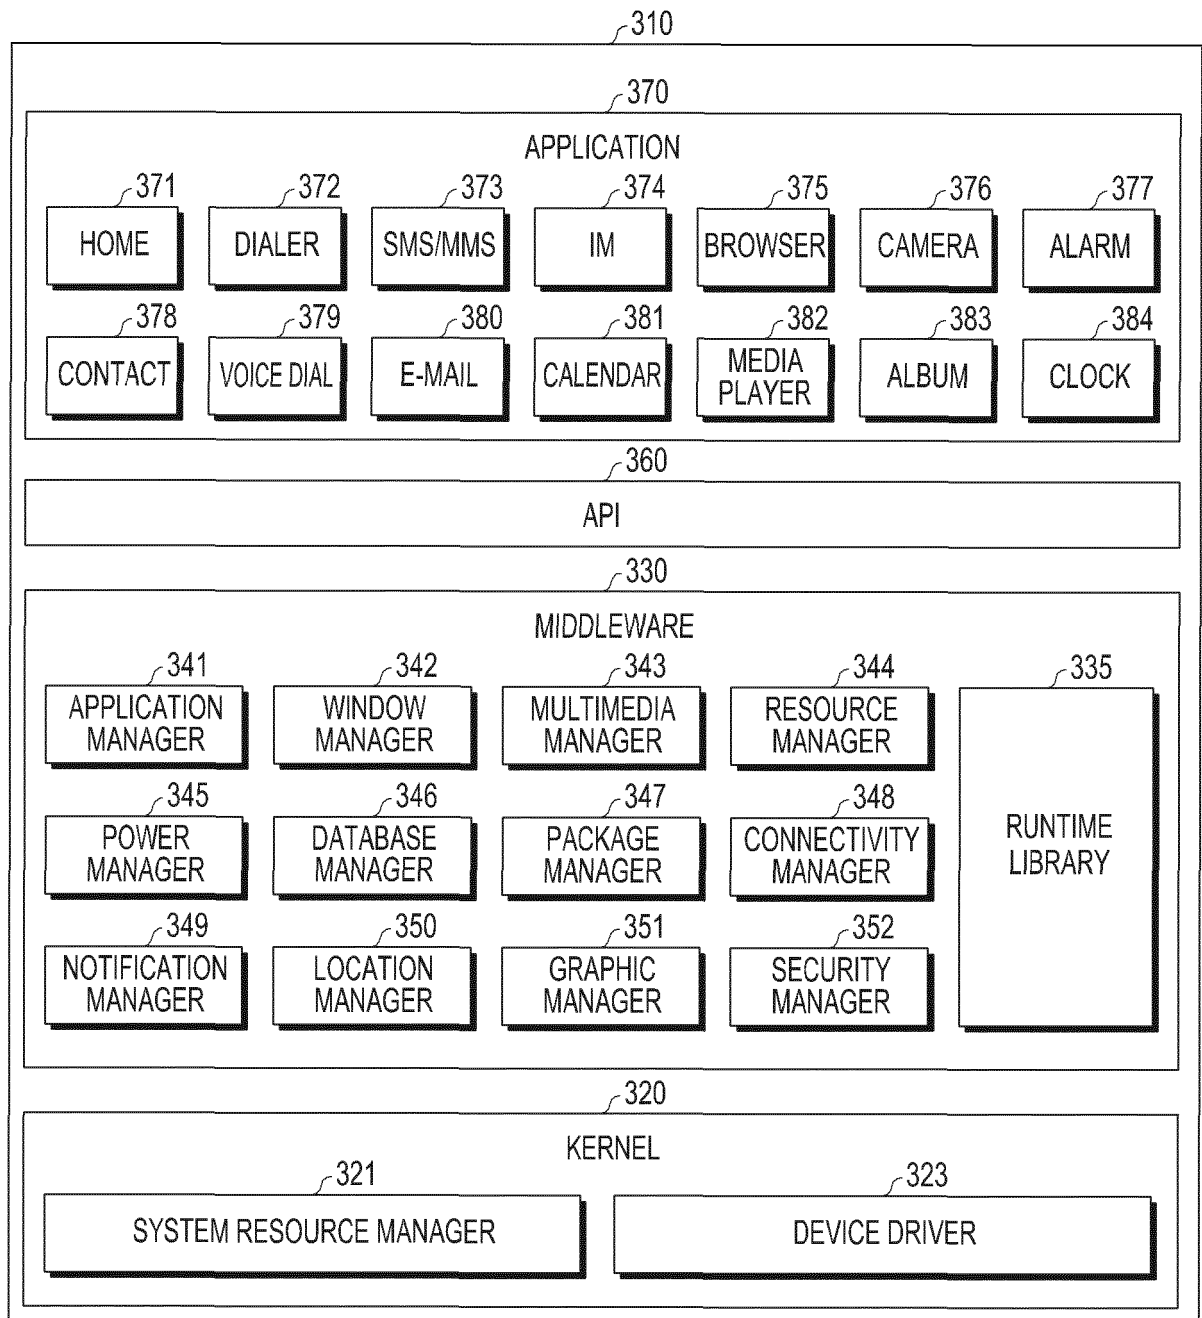 310
370
APPLICATION
371 372 373 374 375 376 377
HOME DIALER SMS/MMS IM BROWSER CAMERA ALARM
378 379 380 381 382 383 384
CONTACT VOICE DIAL E-MAIL CALENDAR MEDIA PLAYER ALBUM CLOCK
360
API
330
MIDDLEWARE
341 342 343 344 335
APPLICATION MANAGER WINDOW MANAGER MULTIMEDIA MANAGER RESOURCE MANAGER
345 346 347 348
POWER MANAGER DATABASE MANAGER PACKAGE MANAGER CONNECTIVITY MANAGER RUNTIME LIBRARY
349 350 351 352
NOTIFICATION MANAGER LOCATION MANAGER GRAPHIC MANAGER SECURITY MANAGER
320
KERNEL
321 323
SYSTEM RESOURCE MANAGER DEVICE DRIVER